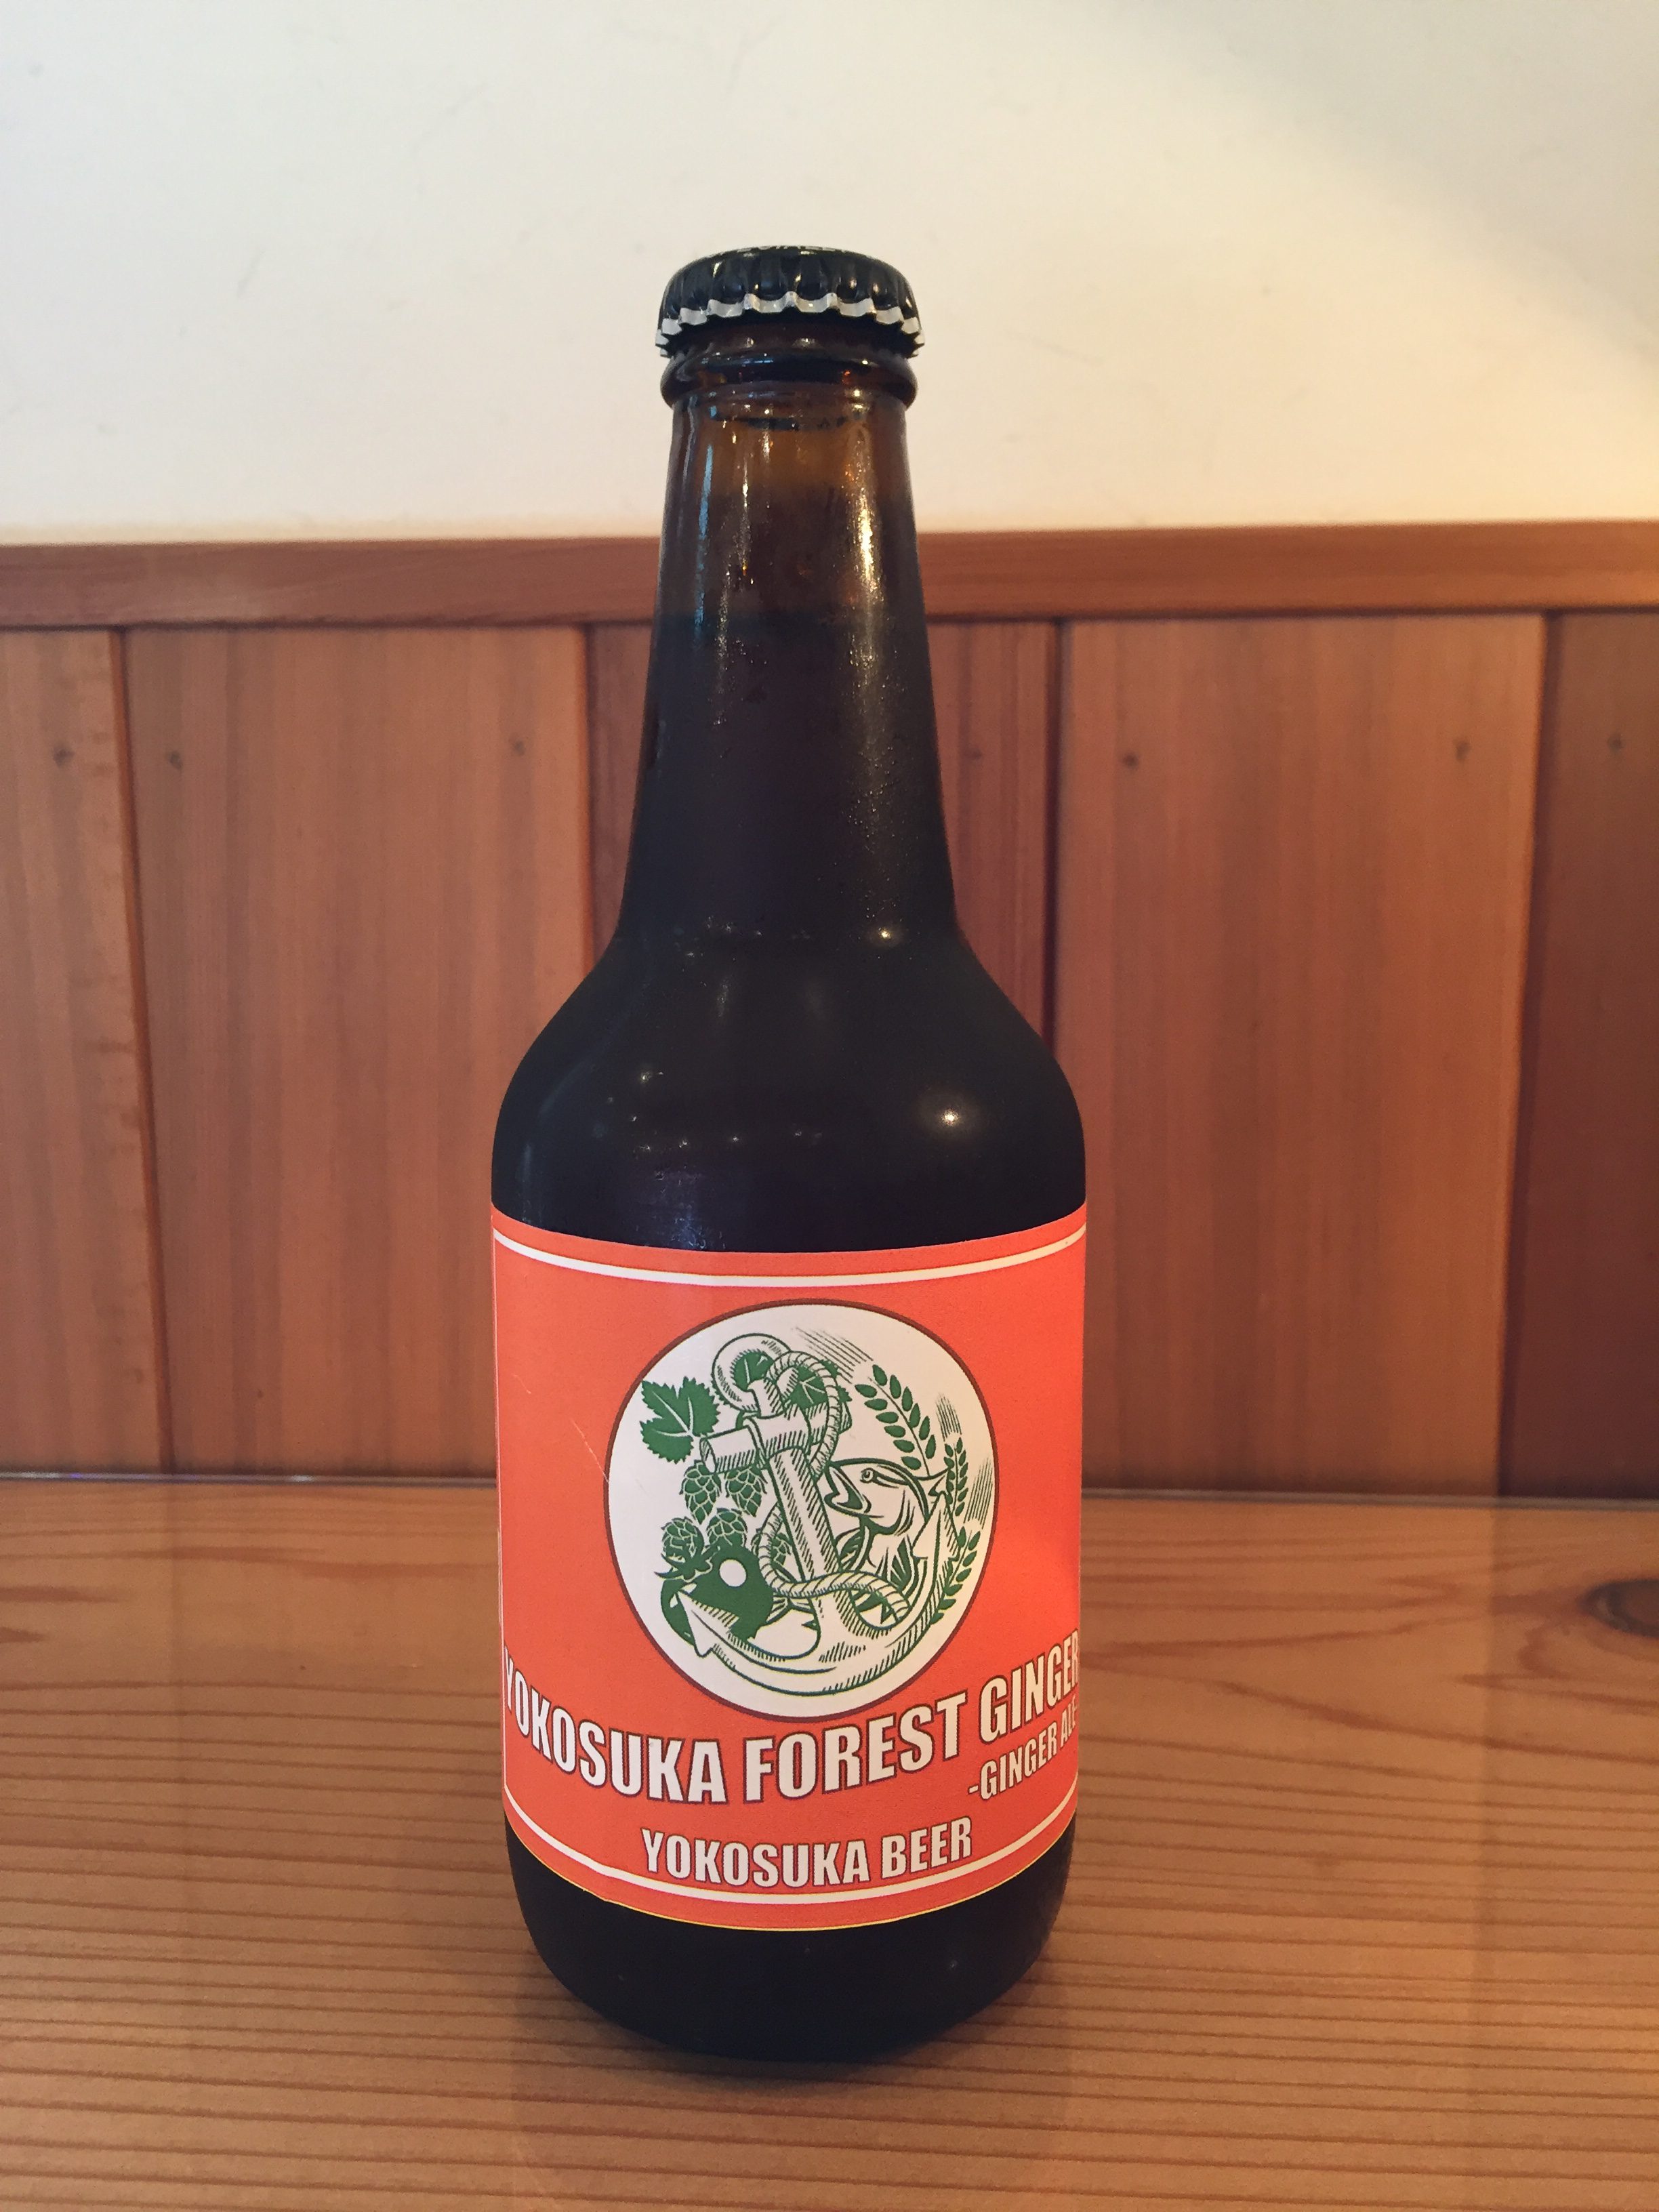 YOKOSUKA FOREST GINGER
-GINGER ALE
YOKOSUKA BEER